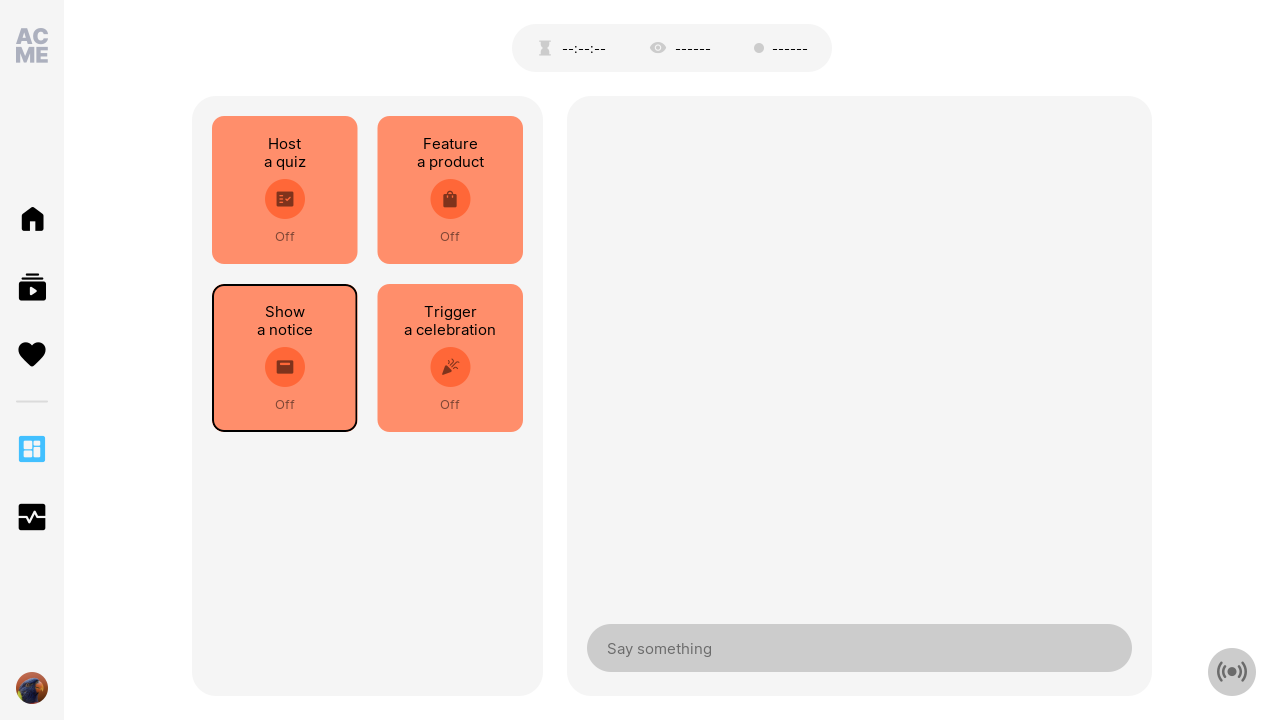 AC
ME
--:--:--
------
------
Host
a quiz
Off
Feature
a product
Off
Show
a notice
Off
Trigger
a celebration
Off
Say something